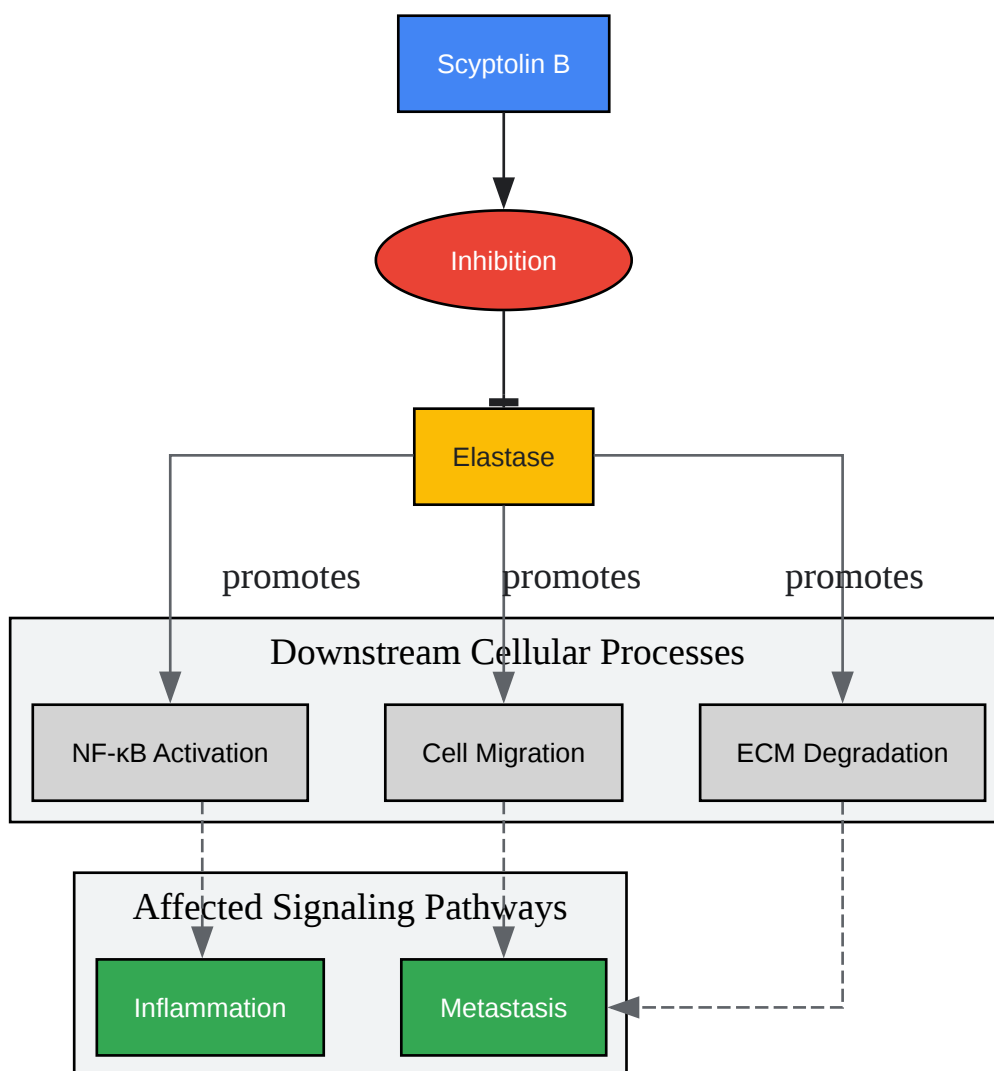 Scyptolin B
Inhibition
Elastase
promotes
promotes
promotes
Downstream Cellular Processes
NF-κB Activation
Cell Migration
ECM Degradation
Affected Signaling Pathways
Inflammation
Metastasis